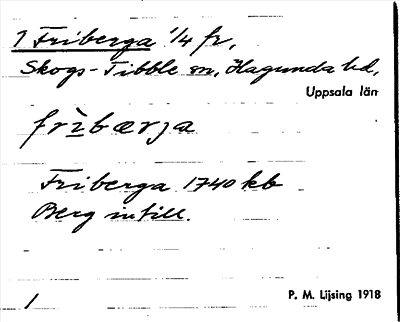 1 Friberga 1/4 fr,
Skogs-Tibble sn, Hagunda hd,
Uppsala län
frìbærja
Friberga 1740 kb
Berg intill.
P. M. Lijsing 1918
1